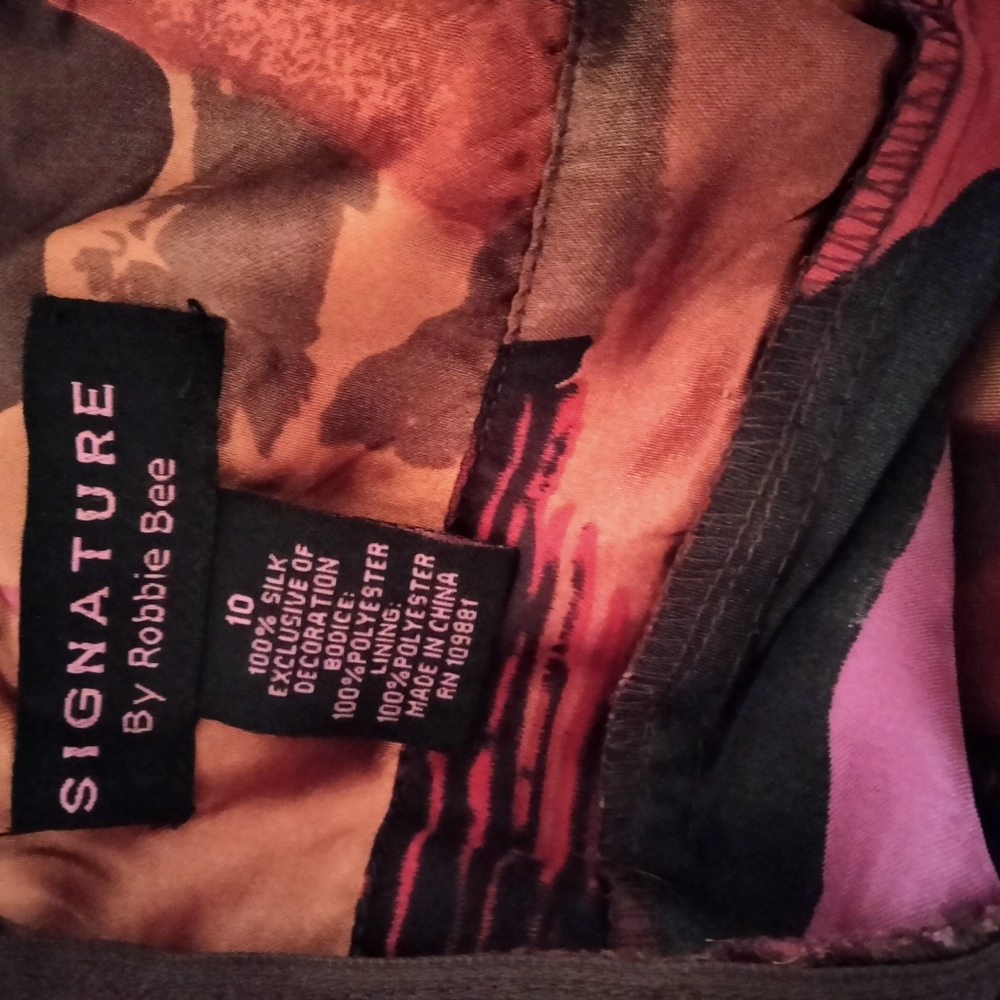 SIGNATURE
By Robbie Bee
10
100% SILK
EXCLUSIVE OF
DECORATION
BODICE:
100%POLYESTER
LINING:
100%POLYESTER
MADE IN CHINA
RN 109881